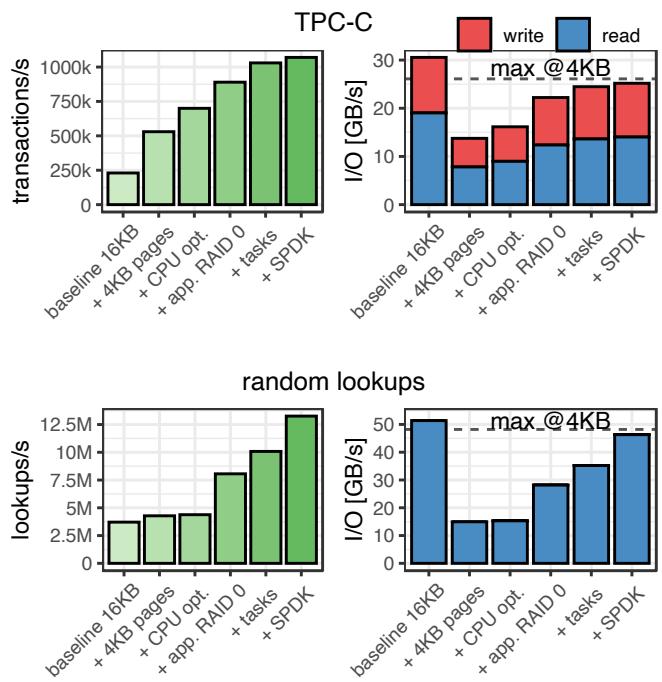 TPC-C
write read
transactions/s
1000k
750k
500k
250k
0
baseline 16KB
+ 4KB pages
+ CPU opt.
+ app. RAID 0
+ tasks
+ SPDK
I/O [GB/s]
30
20
10
0
max @4KB
baseline 16KB
+ 4KB pages
+ CPU opt.
+ app. RAID 0
+ tasks
+ SPDK
random lookups
lookups/s
12.5M
10M
7.5M
5M
2.5M
0
baseline 16KB
+ 4KB pages
+ CPU opt.
+ app. RAID 0
+ tasks
+ SPDK
I/O [GB/s]
50
40
30
20
10
0
max @4KB
baseline 16KB
+ 4KB pages
+ CPU opt.
+ app. RAID 0
+ tasks
+ SPDK